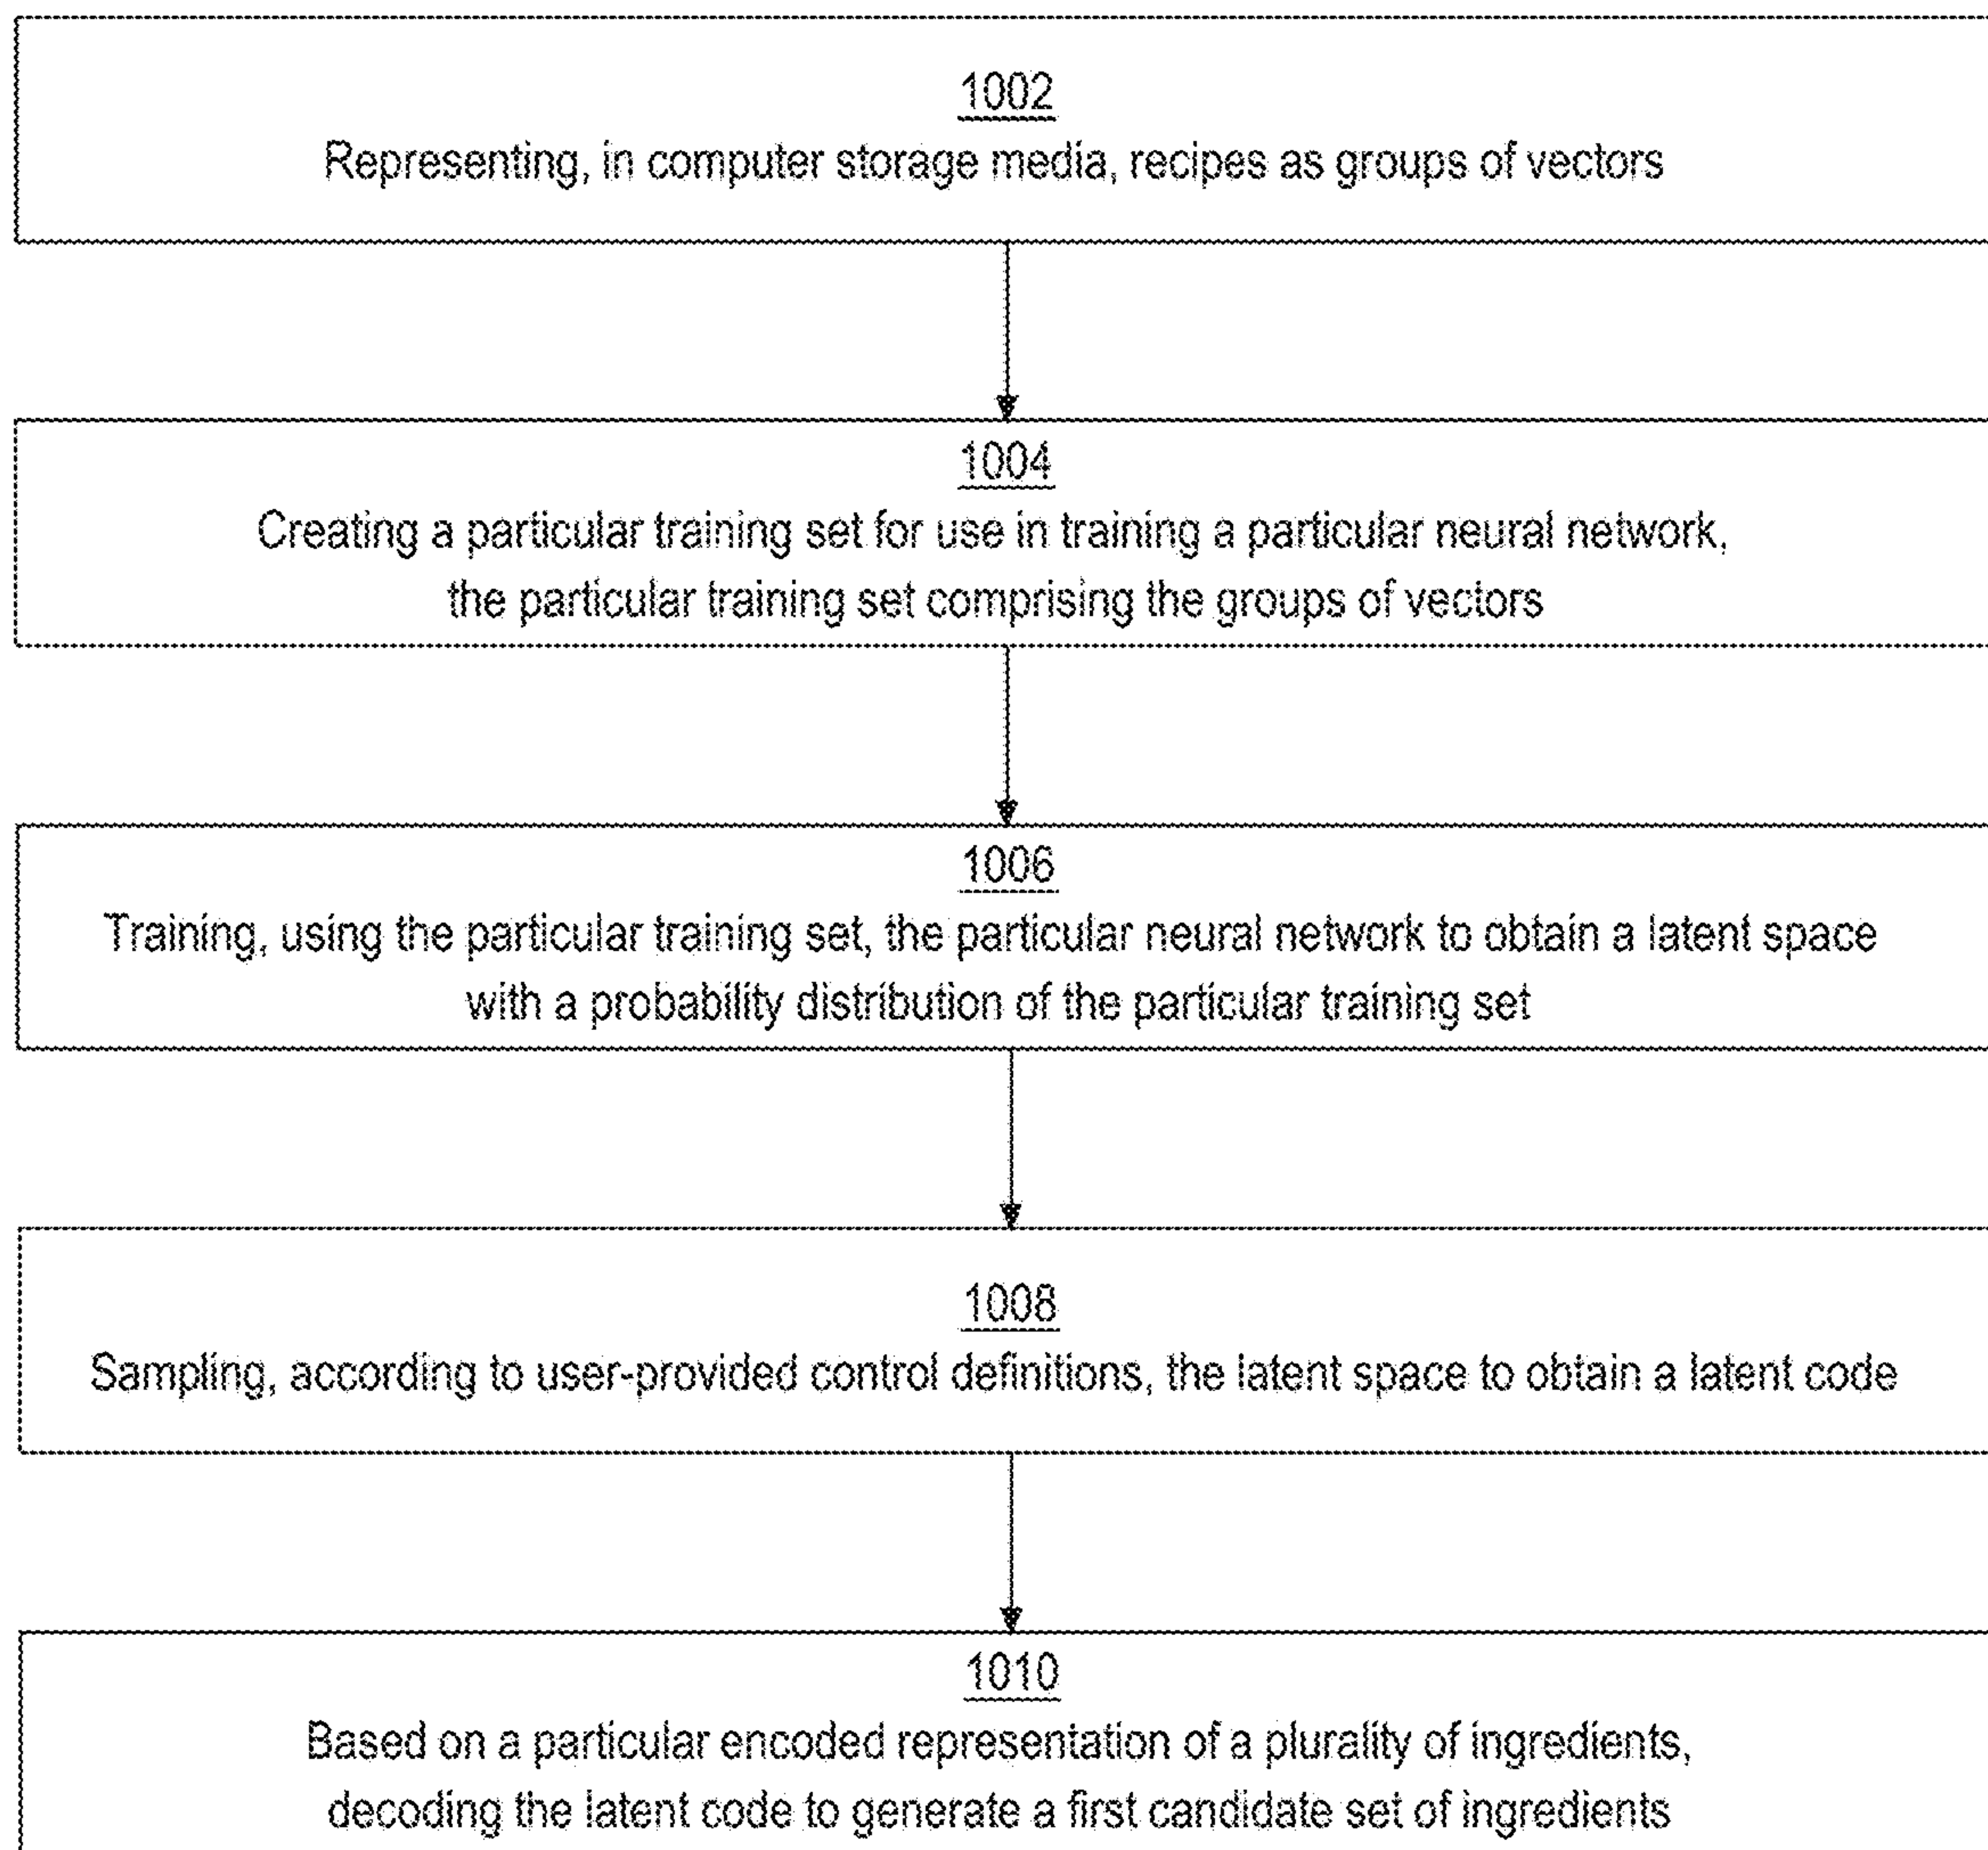 1002
Representing, in computer storage media, recipes as groups of vectors
1004
Creating a particular training set for use in training a particular neural network,
the particular training set comprising the groups of vectors
1006
Training, using the particular training set, the particular neural network to obtain a latent space
with a probability distribution of the particular training set
1008
Sampling, according to user-provided control definitions, the latent space to obtain a latent code
1010
Based on a particular encoded representation of a plurality of ingredients,
decoding the latent code to generate a first candidate set of ingredients